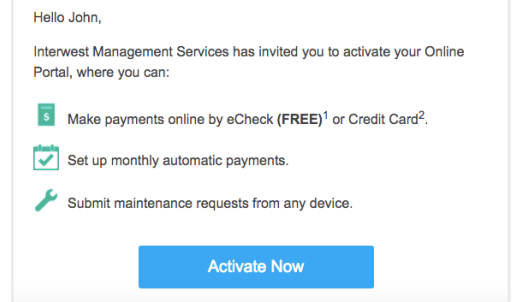 Hello John,
Interwest Management Services has invited you to activate your Online
Portal, where you can:
$
Make payments online by eCheck (FREE)¹ or Credit Card².
Set up monthly automatic payments.
Submit maintenance requests from any device.
Activate Now